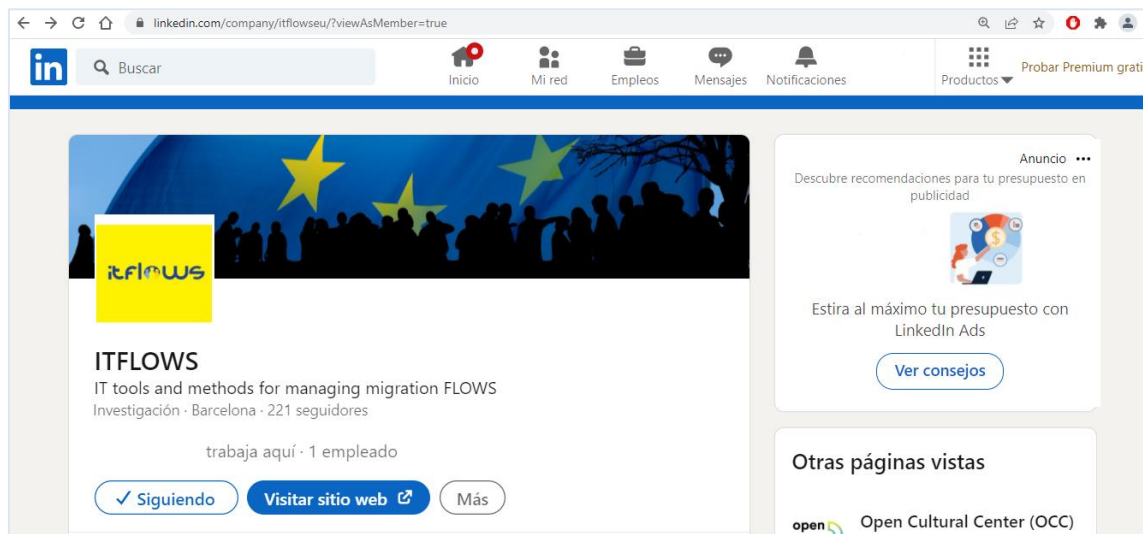 linkedin.com/company/itflowseu/?viewAsMember=true
in
Buscar
Inicio
Mi red
Empleos
Mensajes
Notificaciones
Productos
Probar Premium grati
itflows
ITFLOWS
IT tools and methods for managing migration FLOWS
Investigación · Barcelona · 221 seguidores
trabaja aquí · 1 empleado
Siguiendo
Visitar sitio web
Más
Anuncio
Descubre recomendaciones para tu presupuesto en
publicidad
Estira al máximo tu presupuesto con
LinkedIn Ads
Ver consejos
Otras páginas vistas
open
Open Cultural Center (OCC)